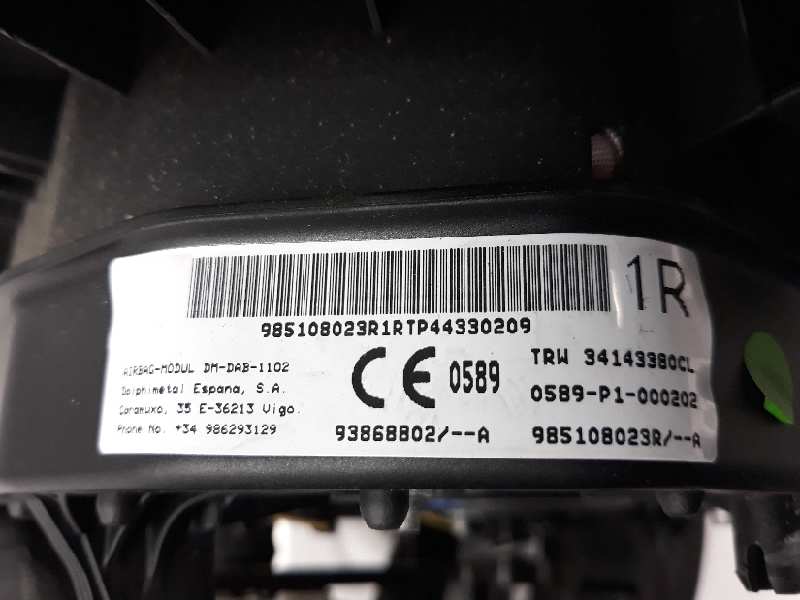 1R
985108023R1RTP44330209
AIRBAG-MODUL DM-DAB-1102
Dalphimetal Espana, S.A.
Caramuxo, 35 E-36213 Vigo.
Phone No. +34 986293129
CE 0589
TRW 34143380CL
0589-P1-000202
93868802/--A
985108023R/--A